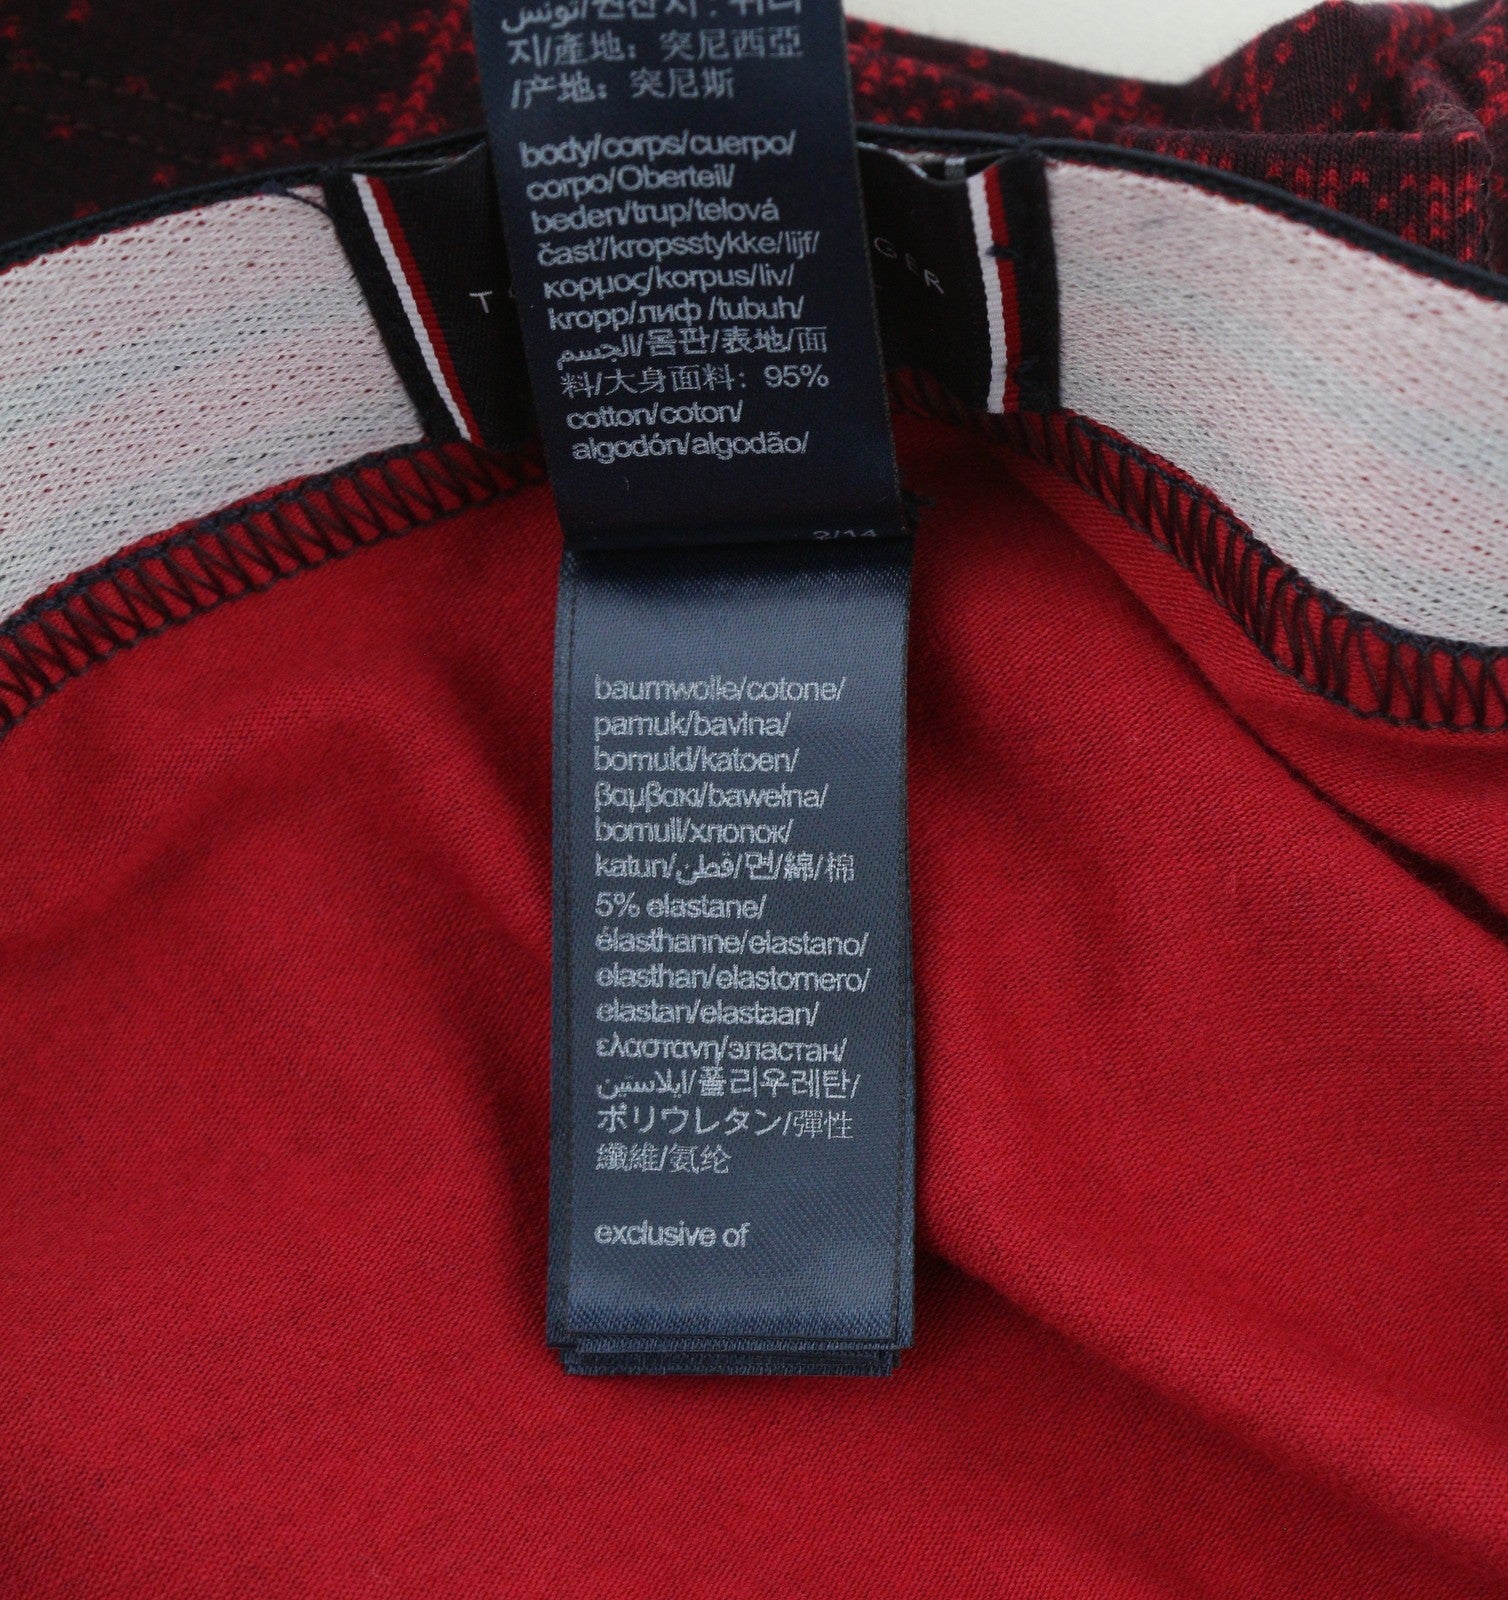 تونس/원산지: 튀니
지/產地: 突尼西亞
/产地: 突尼斯
body/corps/cuerpo/
corpo/Oberteil/
beden/trup/telová
časť/kropsstykke/lijf/
κορμος/korpus/liv/
kropp/лиф /tubuh/
الجسم/몸판/表地/面
料/大身面料: 95%
cotton/coton/
algodón/algodão/
GER
2/14
baumwolle/cotone/
pamuk/bavlna/
bomuld/katoen/
βαμβακι/bawełna/
bomull/хлопок/
katun/قطن/면/綿/棉
5% elastane/
élasthanne/elastano/
elasthan/elastomero/
elastan/elastaan/
ελαστανη/эластан/
ايلاستين/폴리우레탄/
ポリウレタン/彈性
纖維/氨纶
exclusive of